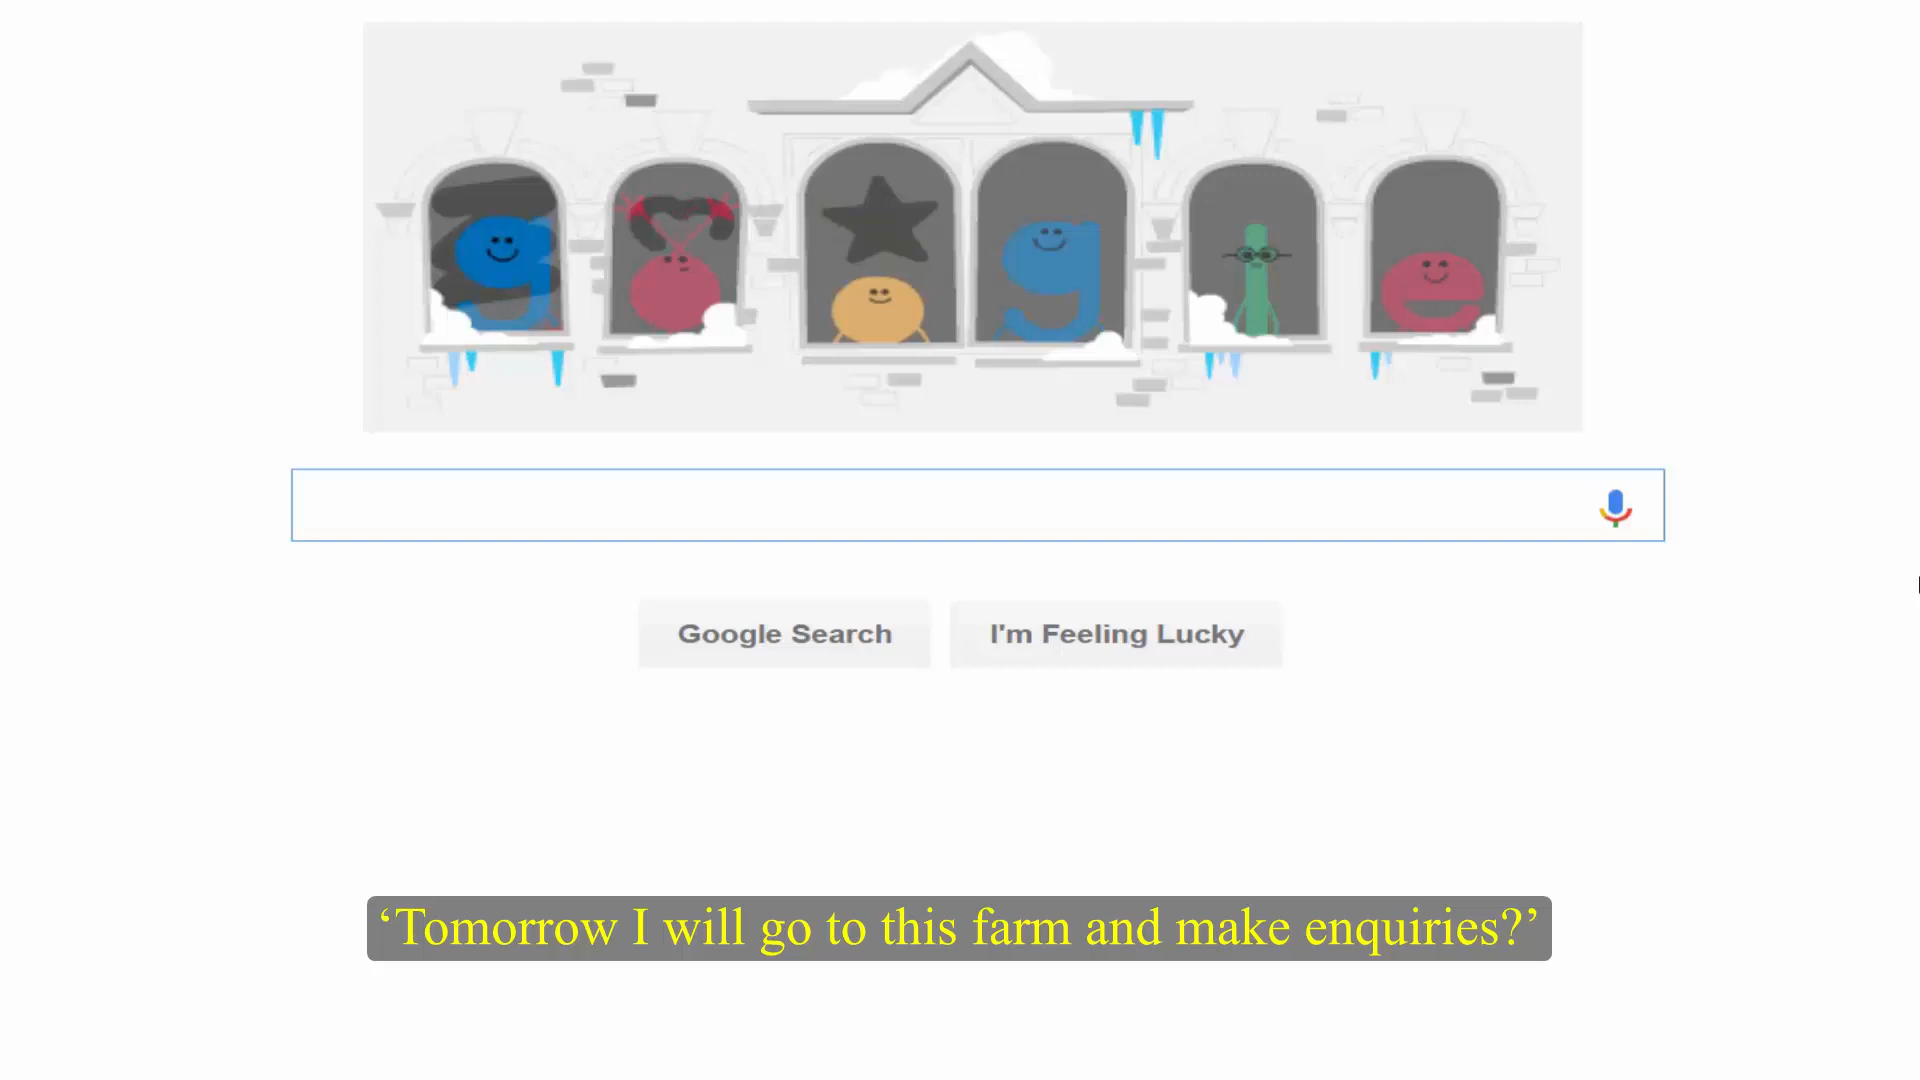 g o o g l e
Google Search
I'm Feeling Lucky
‘Tomorrow I will go to this farm and make enquiries?’